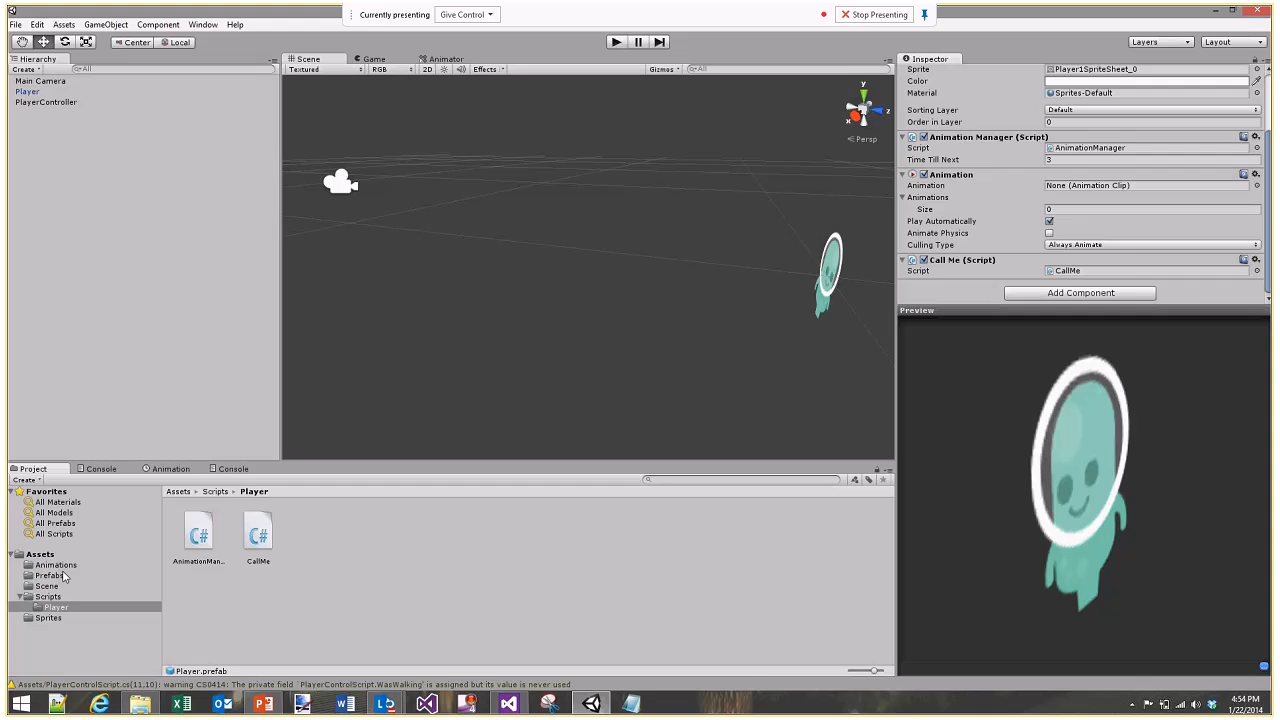 Currently presenting
Give Control
Stop Presenting
File Edit Assets GameObject Component Window Help
Center Local
Layers
Layout
Hierarchy
Create All
Main Camera
Player
PlayerController
Scene Game Animator
Textured RGB 2D Effects Gizmos All
y
x
z
Persp
Inspector
Sprite Player1SpriteSheet_0
Color
Material Sprites-Default
Sorting Layer Default
Order in Layer 0
Animation Manager (Script)
Script AnimationManager
Time Till Next 3
Animation
Animation None (Animation Clip)
Animations
Size 0
Play Automatically
Animate Physics
Culling Type Always Animate
Call Me (Script)
Script CallMe
Add Component
Preview
Project Console Animation Console
Create
Favorites
All Materials
All Models
All Prefabs
All Scripts
Assets
Animations
Prefabs
Scene
Scripts
Player
Sprites
Assets Scripts Player
C#
C#
AnimationMan...
CallMe
Player.prefab
Assets/PlayerControlScript.cs(11,10): warning CS0414: The private field `PlayerControlScript.WasWalking' is assigned but its value is never used
4:54 PM
1/22/2014